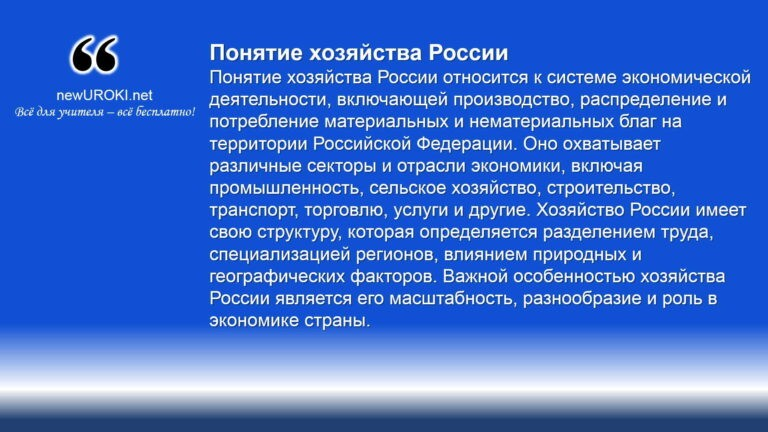 Понятие хозяйства России
Понятие хозяйства России относится к системе экономической
деятельности, включающей производство, распределение и
потребление материальных и нематериальных благ на
территории Российской Федерации. Оно охватывает
различные секторы и отрасли экономики, включая
промышленность, сельское хозяйство, строительство,
транспорт, торговлю, услуги и другие. Хозяйство России имеет
свою структуру, которая определяется разделением труда,
специализацией регионов, влиянием природных и
географических факторов. Важной особенностью хозяйства
России является его масштабность, разнообразие и роль в
экономике страны.
newUROKI.net
Всё для учителя – всё бесплатно!